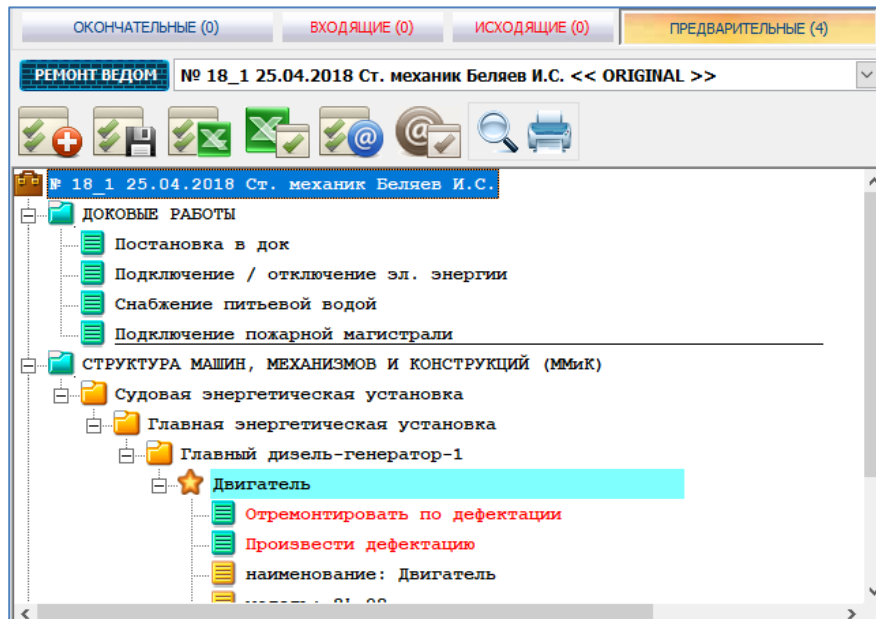 ОКОНЧАТЕЛЬНЫЕ (0) ВХОДЯЩИЕ (0) ИСХОДЯЩИЕ (0) ПРЕДВАРИТЕЛЬНЫЕ (4)
РЕМОНТ ВЕДОМ № 18_1 25.04.2018 Ст. механик Беляев И.С. << ORIGINAL >>
№ 18_1 25.04.2018 Ст. механик Беляев И.С.
ДОКОВЫЕ РАБОТЫ
Постановка в док
Подключение / отключение эл. энергии
Снабжение питьевой водой
Подключение пожарной магистрали
СТРУКТУРА МАШИН, МЕХАНИЗМОВ И КОНСТРУКЦИЙ (ММиК)
Судовая энергетическая установка
Главная энергетическая установка
Главный дизель-генератор-1
Двигатель
Отремонтировать по дефектации
Произвести дефектацию
наименование: Двигатель